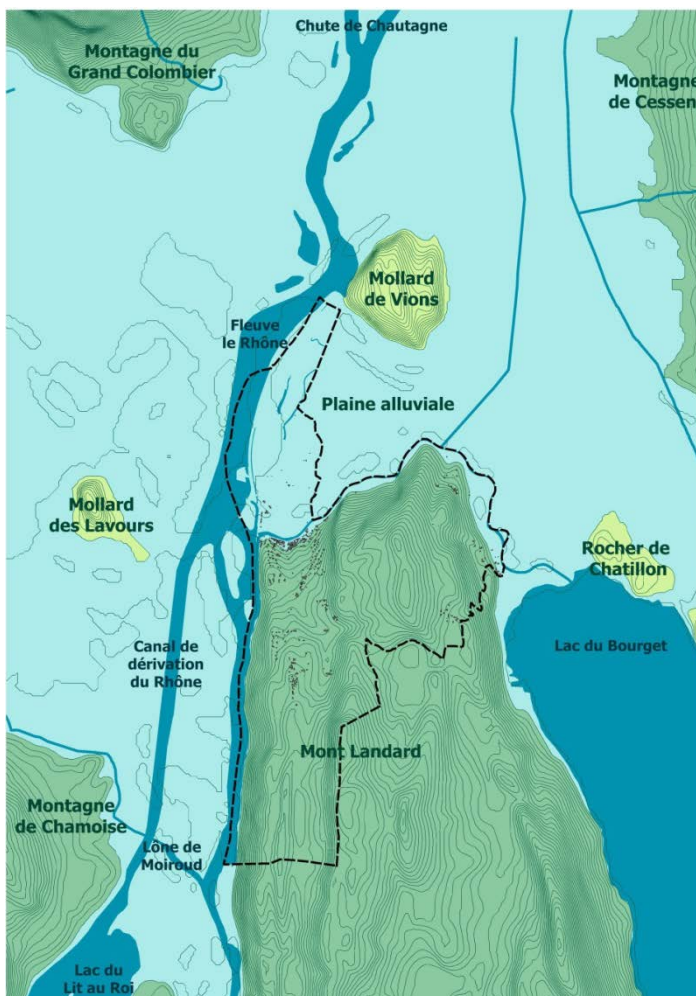 Chute de Chautagne
Montagne du
Grand Colombier
Montagne
de Cessen
Mollard
de Vions
Fleuve
le Rhône
Plaine alluviale
Mollard
des Lavours
Rocher de
Chatillon
Canal de
dérivation
du Rhône
Lac du Bourget
Mont Landard
Montagne
de Chamoise
Lône de
Moiroud
Lac du
Lit au Roi